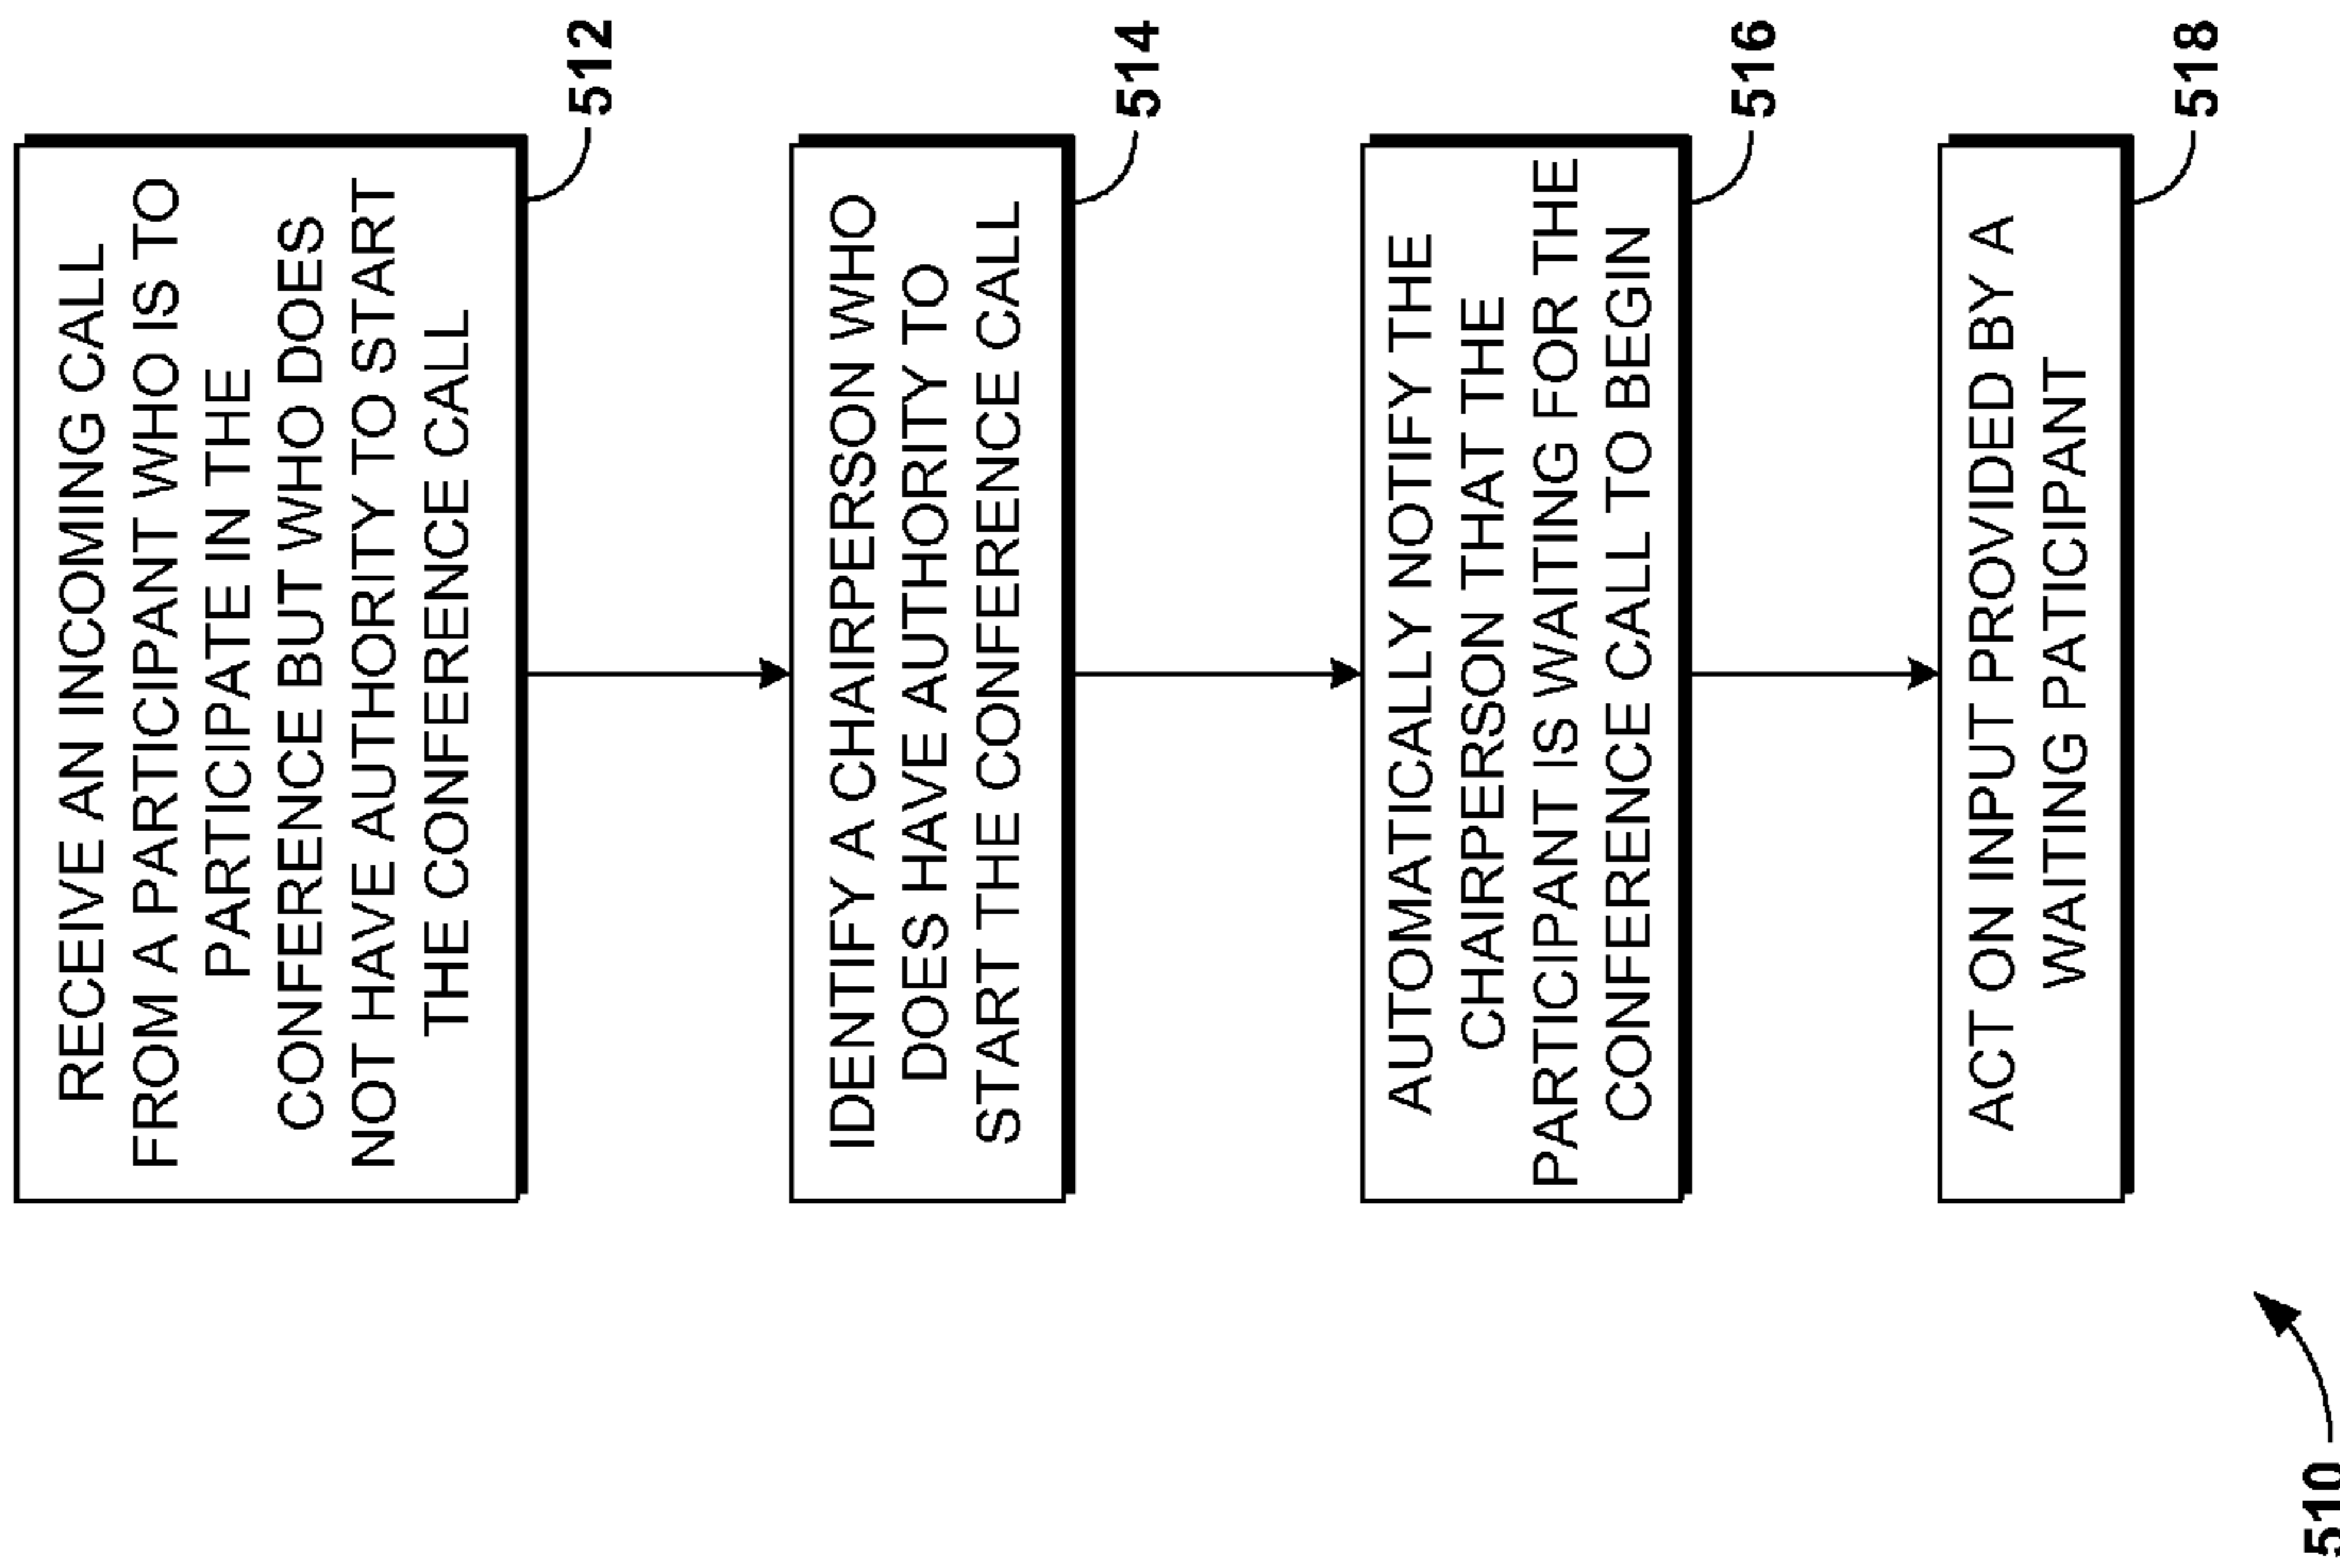 RECEIVE AN INCOMING CALL
FROM A PARTICIPANT WHO IS TO
PARTICIPATE IN THE
CONFERENCE BUT WHO DOES
NOT HAVE AUTHORITY TO START
THE CONFERENCE CALL
512
IDENTIFY A CHAIRPERSON WHO
DOES HAVE AUTHORITY TO
START THE CONFERENCE CALL
514
AUTOMATICALLY NOTIFY THE
CHAIRPERSON THAT THE
PARTICIPANT IS WAITING FOR THE
CONFERENCE CALL TO BEGIN
516
ACT ON INPUT PROVIDED BY A
WAITING PATICIPANT
518
510